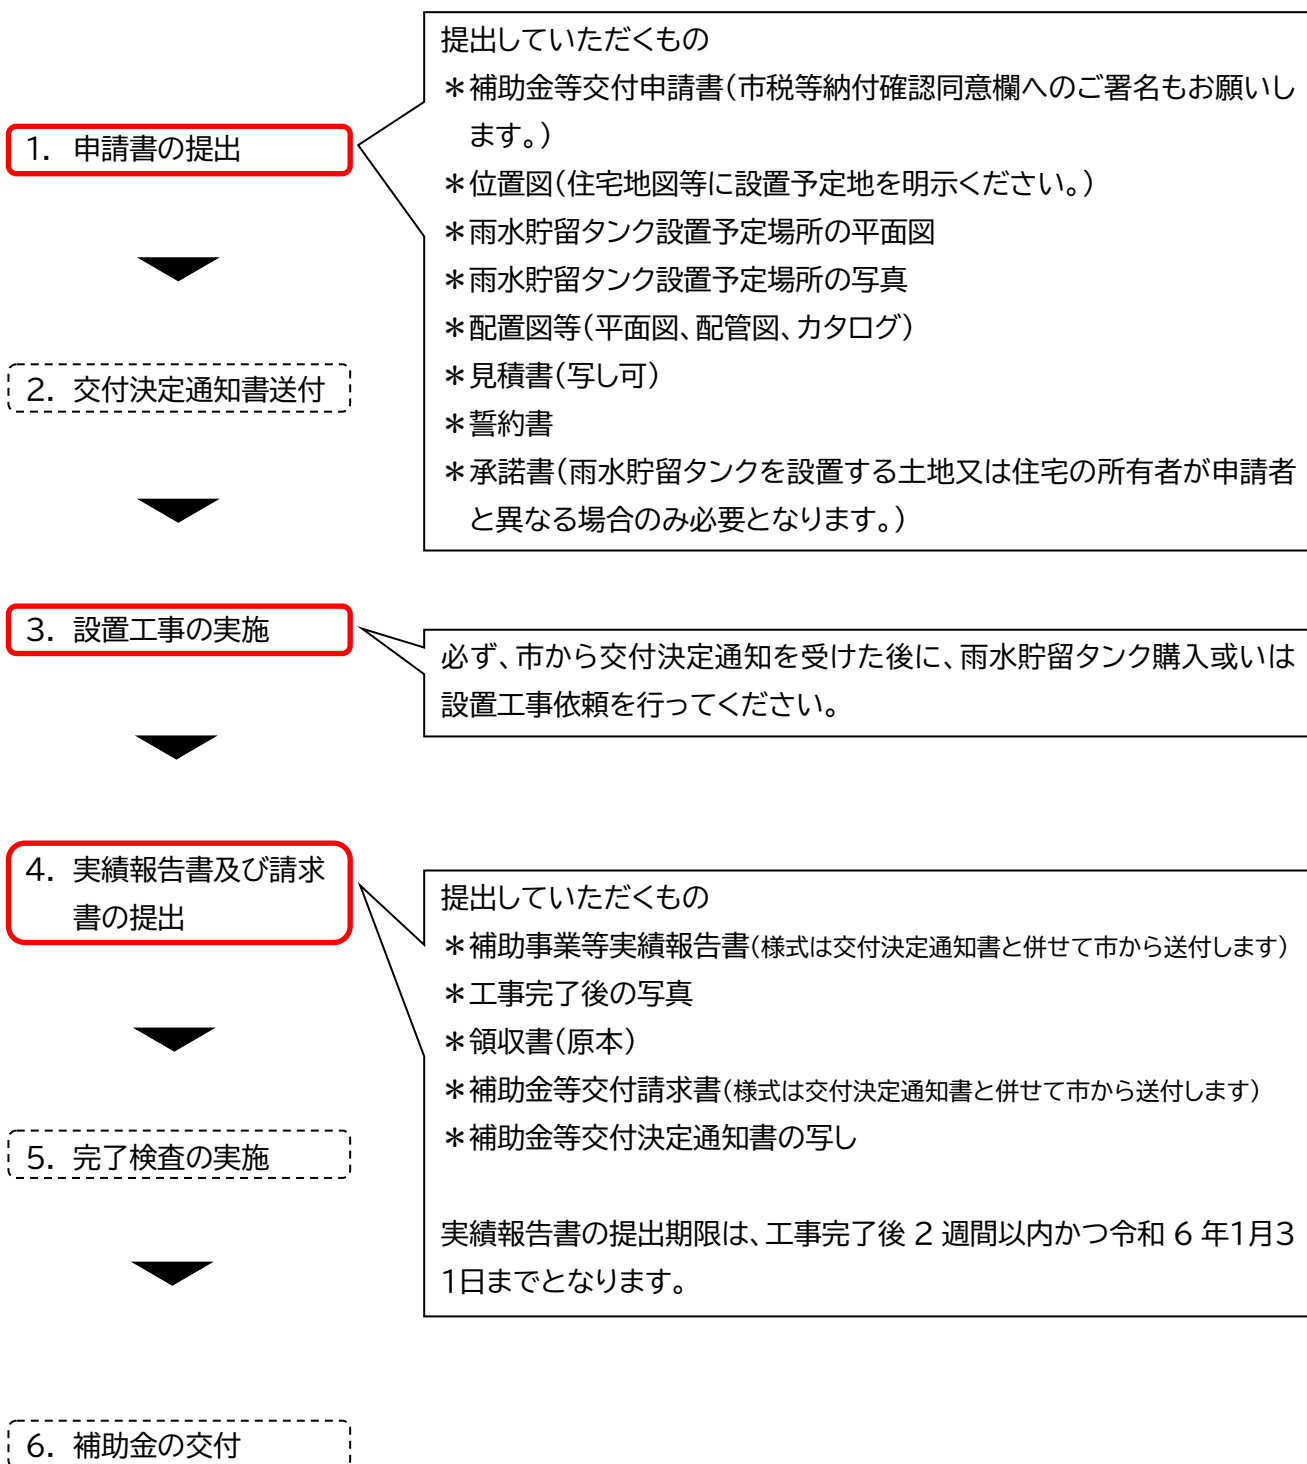 1. 申請書の提出
提出していただくもの
＊補助金等交付申請書（市税等納付確認同意欄へのご署名もお願いし
ます。）
＊位置図（住宅地図等に設置予定地を明示ください。）
＊雨水貯留タンク設置予定場所の平面図
＊雨水貯留タンク設置予定場所の写真
＊配置図等（平面図、配管図、カタログ）
＊見積書（写し可）
＊誓約書
＊承諾書（雨水貯留タンクを設置する土地又は住宅の所有者が申請者
と異なる場合のみ必要となります。）
2. 交付決定通知書送付
3. 設置工事の実施
必ず、市から交付決定通知を受けた後に、雨水貯留タンク購入或いは
設置工事依頼を行ってください。
4. 実績報告書及び請求
書の提出
提出していただくもの
＊補助事業等実績報告書（様式は交付決定通知書と併せて市から送付します）
＊工事完了後の写真
＊領収書（原本）
＊補助金等交付請求書（様式は交付決定通知書と併せて市から送付します）
＊補助金等交付決定通知書の写し
実績報告書の提出期限は、工事完了後 2 週間以内かつ令和 6 年1月3
1日までとなります。
5. 完了検査の実施
6. 補助金の交付